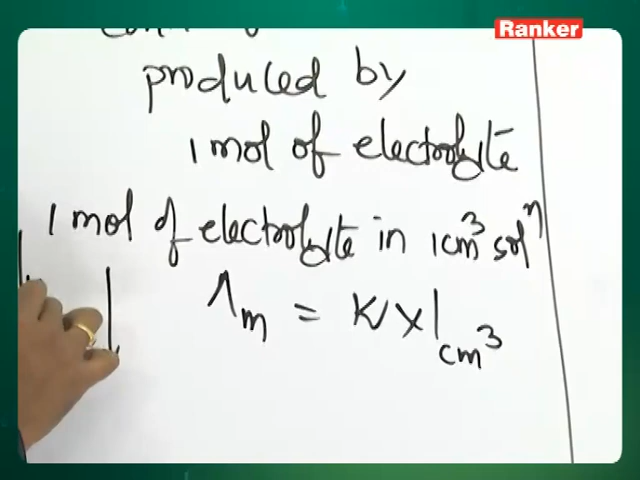 Ranker
produced by
1 mol of electrolyte
1 mol of electrolyte in 1cm³ solⁿ
Λm = K × 1 cm³